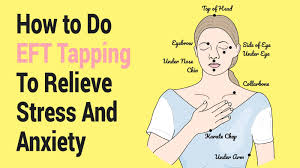 How to Do
EFT Tapping
To Relieve
Stress And
Anxiety
Top of Head
Eyebrow
Side of Eye
Under Eye
Under Nose
Chin
Collarbone
Karate Chop
Under Arm